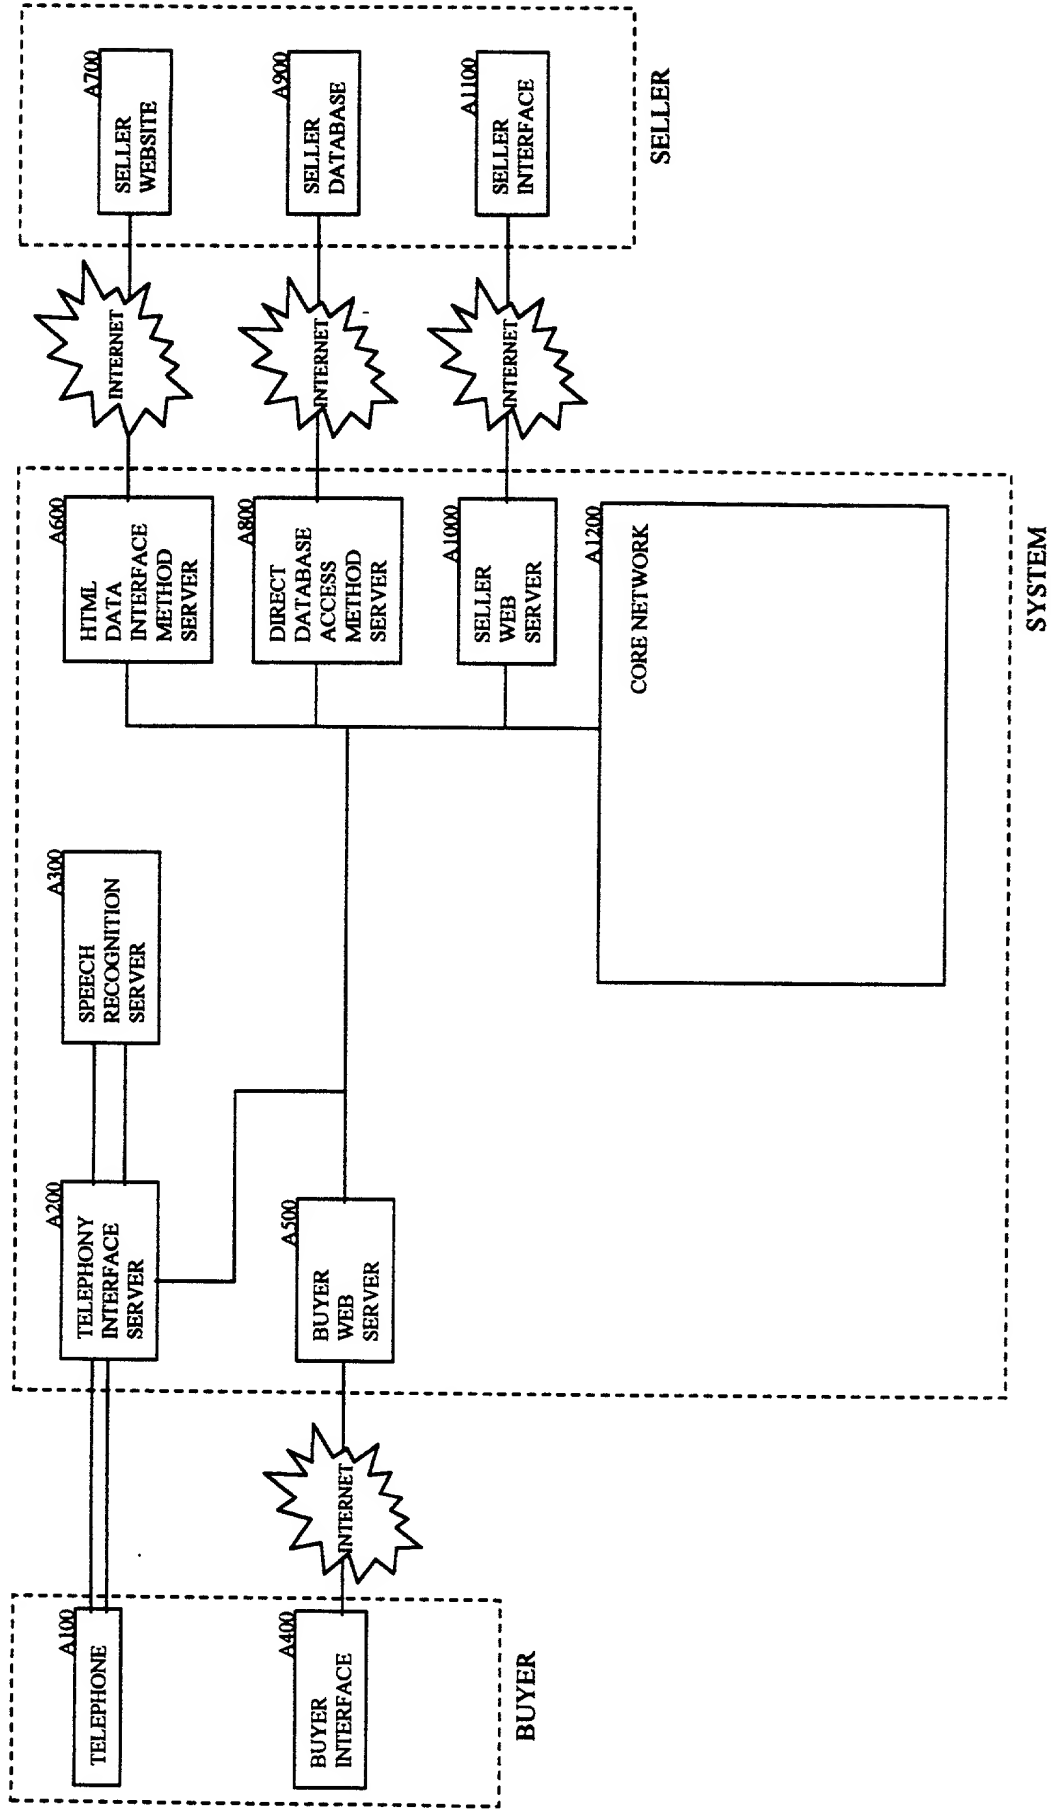 A100
TELEPHONE
A400
BUYER
INTERFACE
BUYER
INTERNET
A200
TELEPHONY
INTERFACE
SERVER
A300
SPEECH
RECOGNITION
SERVER
A500
BUYER
WEB
SERVER
A600
HTML
DATA
INTERFACE
METHOD
SERVER
A800
DIRECT
DATABASE
ACCESS
METHOD
SERVER
A1000
SELLER
WEB
SERVER
A1200
CORE NETWORK
SYSTEM
INTERNET
INTERNET
INTERNET
A700
SELLER
WEBSITE
A900
SELLER
DATABASE
A1100
SELLER
INTERFACE
SELLER